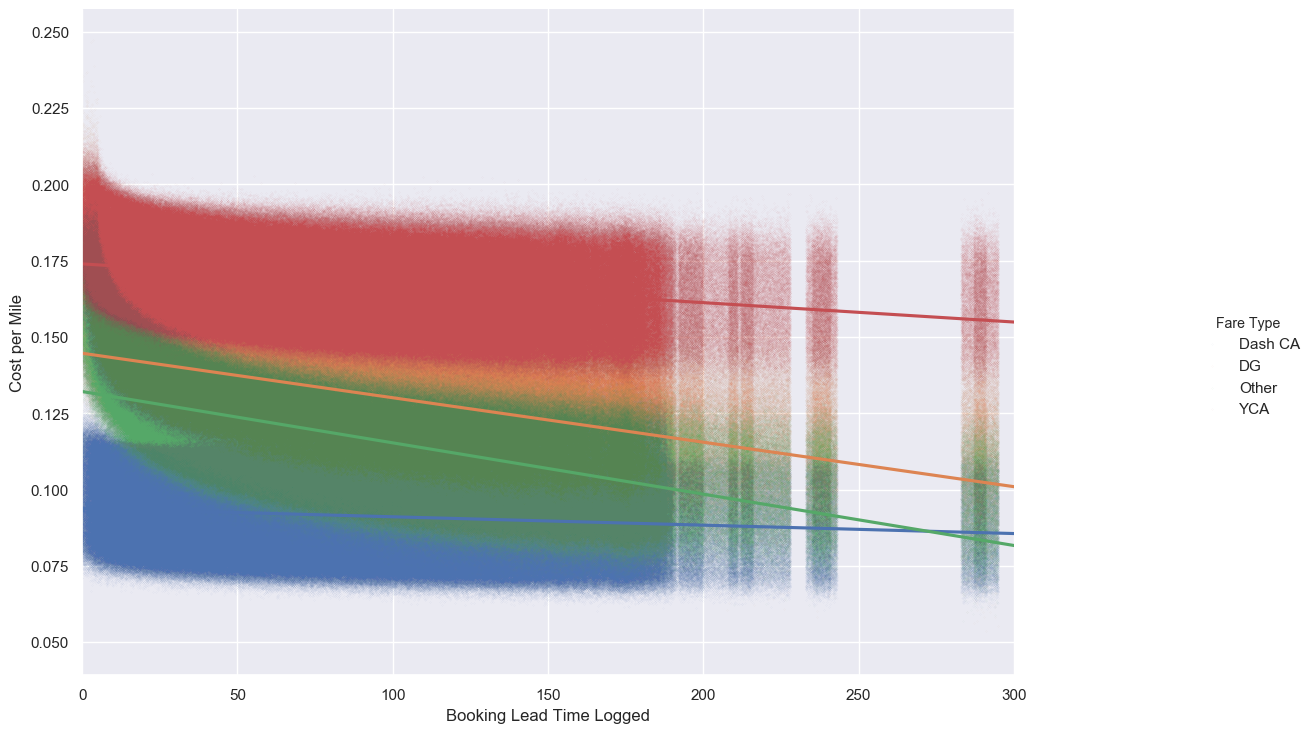 0.250
0.225
0.200
0.175
0.150
0.125
0.100
0.075
0.050
Cost per Mile
0
50
100
150
200
250
300
Booking Lead Time Logged
Fare Type
Dash CA
DG
Other
YCA